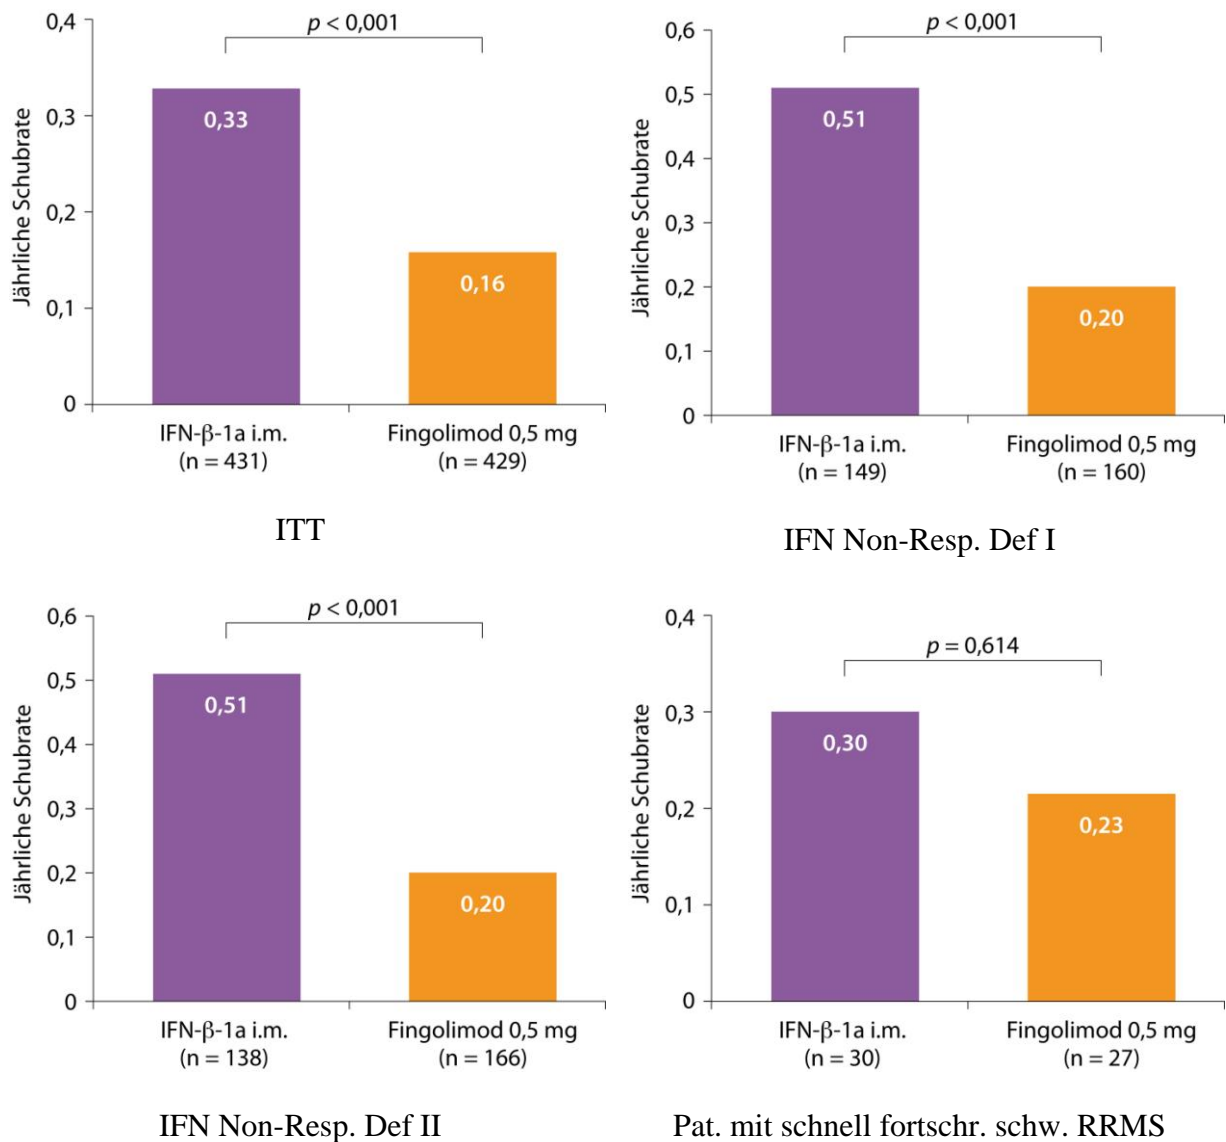 p < 0,001
Jährliche Schubrate
0,4
0,3
0,2
0,1
0
0,33
0,16
IFN-β-1a i.m.
(n = 431)
Fingolimod 0,5 mg
(n = 429)
ITT
p < 0,001
Jährliche Schubrate
0,6
0,5
0,4
0,3
0,2
0,1
0
0,51
0,20
IFN-β-1a i.m.
(n = 149)
Fingolimod 0,5 mg
(n = 160)
IFN Non-Resp. Def I
p < 0,001
Jährliche Schubrate
0,6
0,5
0,4
0,3
0,2
0,1
0
0,51
0,20
IFN-β-1a i.m.
(n = 138)
Fingolimod 0,5 mg
(n = 166)
IFN Non-Resp. Def II
p = 0,614
Jährliche Schubrate
0,4
0,3
0,2
0,1
0
0,30
0,23
IFN-β-1a i.m.
(n = 30)
Fingolimod 0,5 mg
(n = 27)
Pat. mit schnell fortschr. schw. RRMS